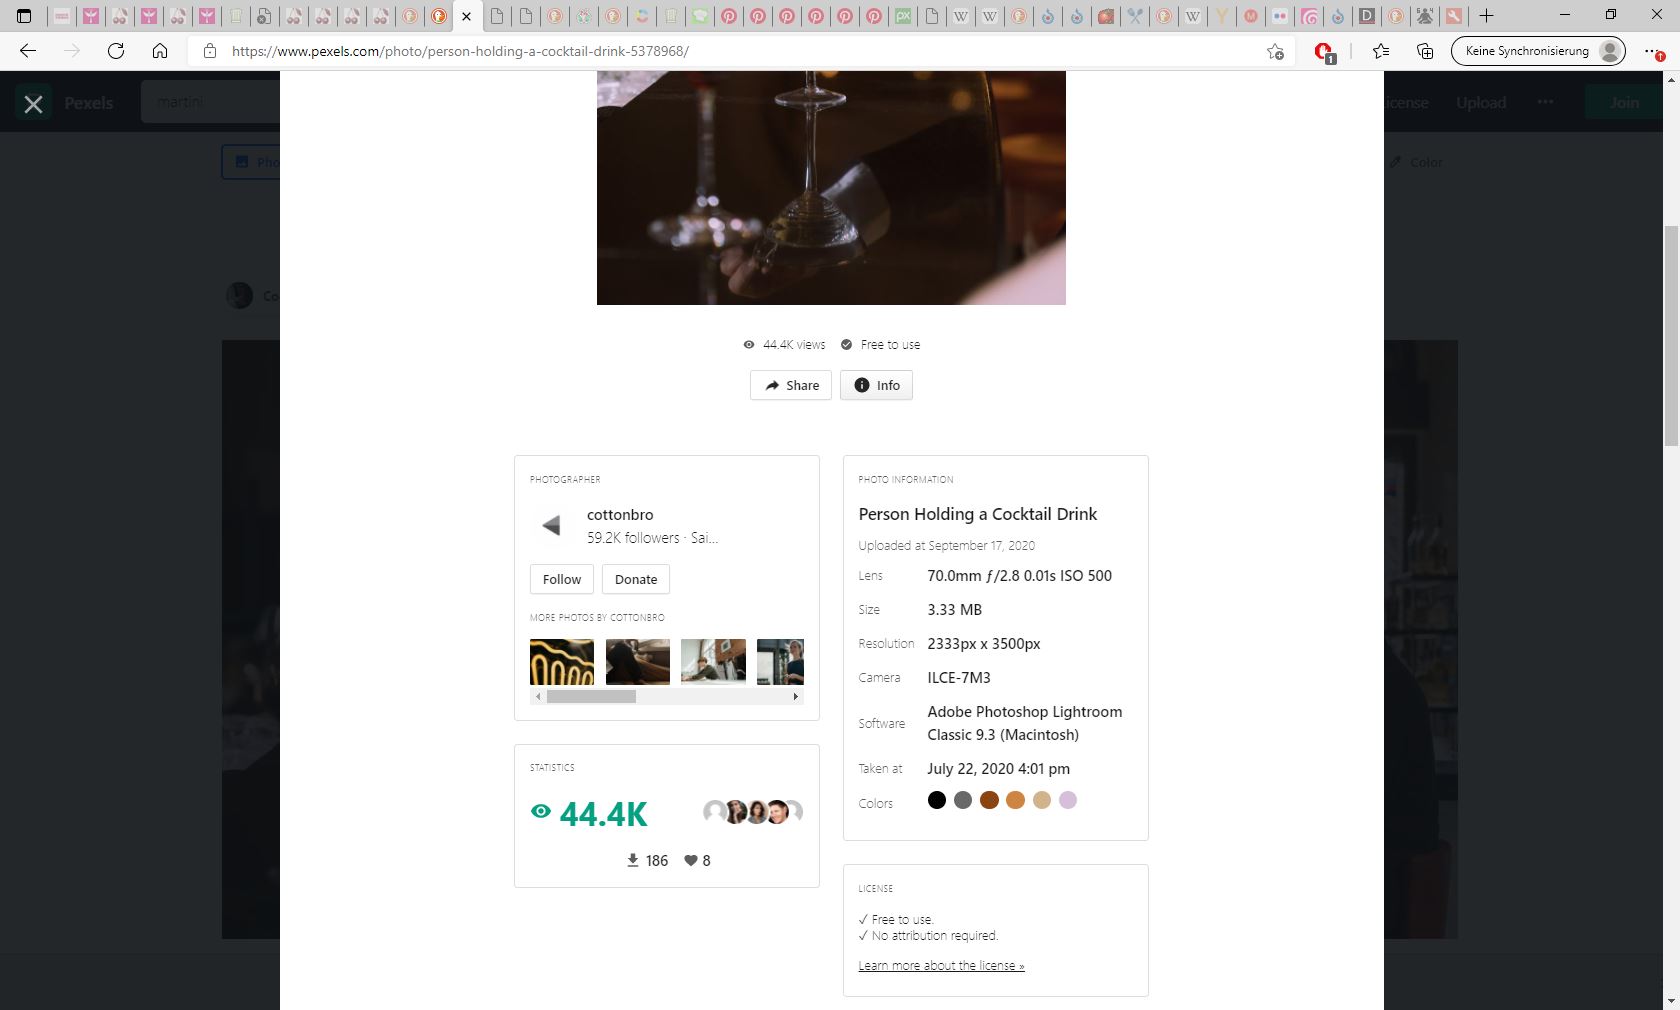 https://www.pexels.com/photo/person-holding-a-cocktail-drink-5378968/
1
Keine Synchronisierung
Pexels
martini
License
Upload
Join
Pho
Color
Co
44.4K views
Free to use
Share
Info
PHOTOGRAPHER
cottonbro
59.2K followers · Sai...
Follow
Donate
MORE PHOTOS BY COTTONBRO
STATISTICS
44.4K
186
8
PHOTO INFORMATION
Person Holding a Cocktail Drink
Uploaded at September 17, 2020
Lens 70.0mm ƒ/2.8 0.01s ISO 500
Size 3.33 MB
Resolution 2333px x 3500px
Camera ILCE-7M3
Software Adobe Photoshop Lightroom
Classic 9.3 (Macintosh)
Taken at July 22, 2020 4:01 pm
Colors
LICENSE
✓ Free to use.
✓ No attribution required.
Learn more about the license »